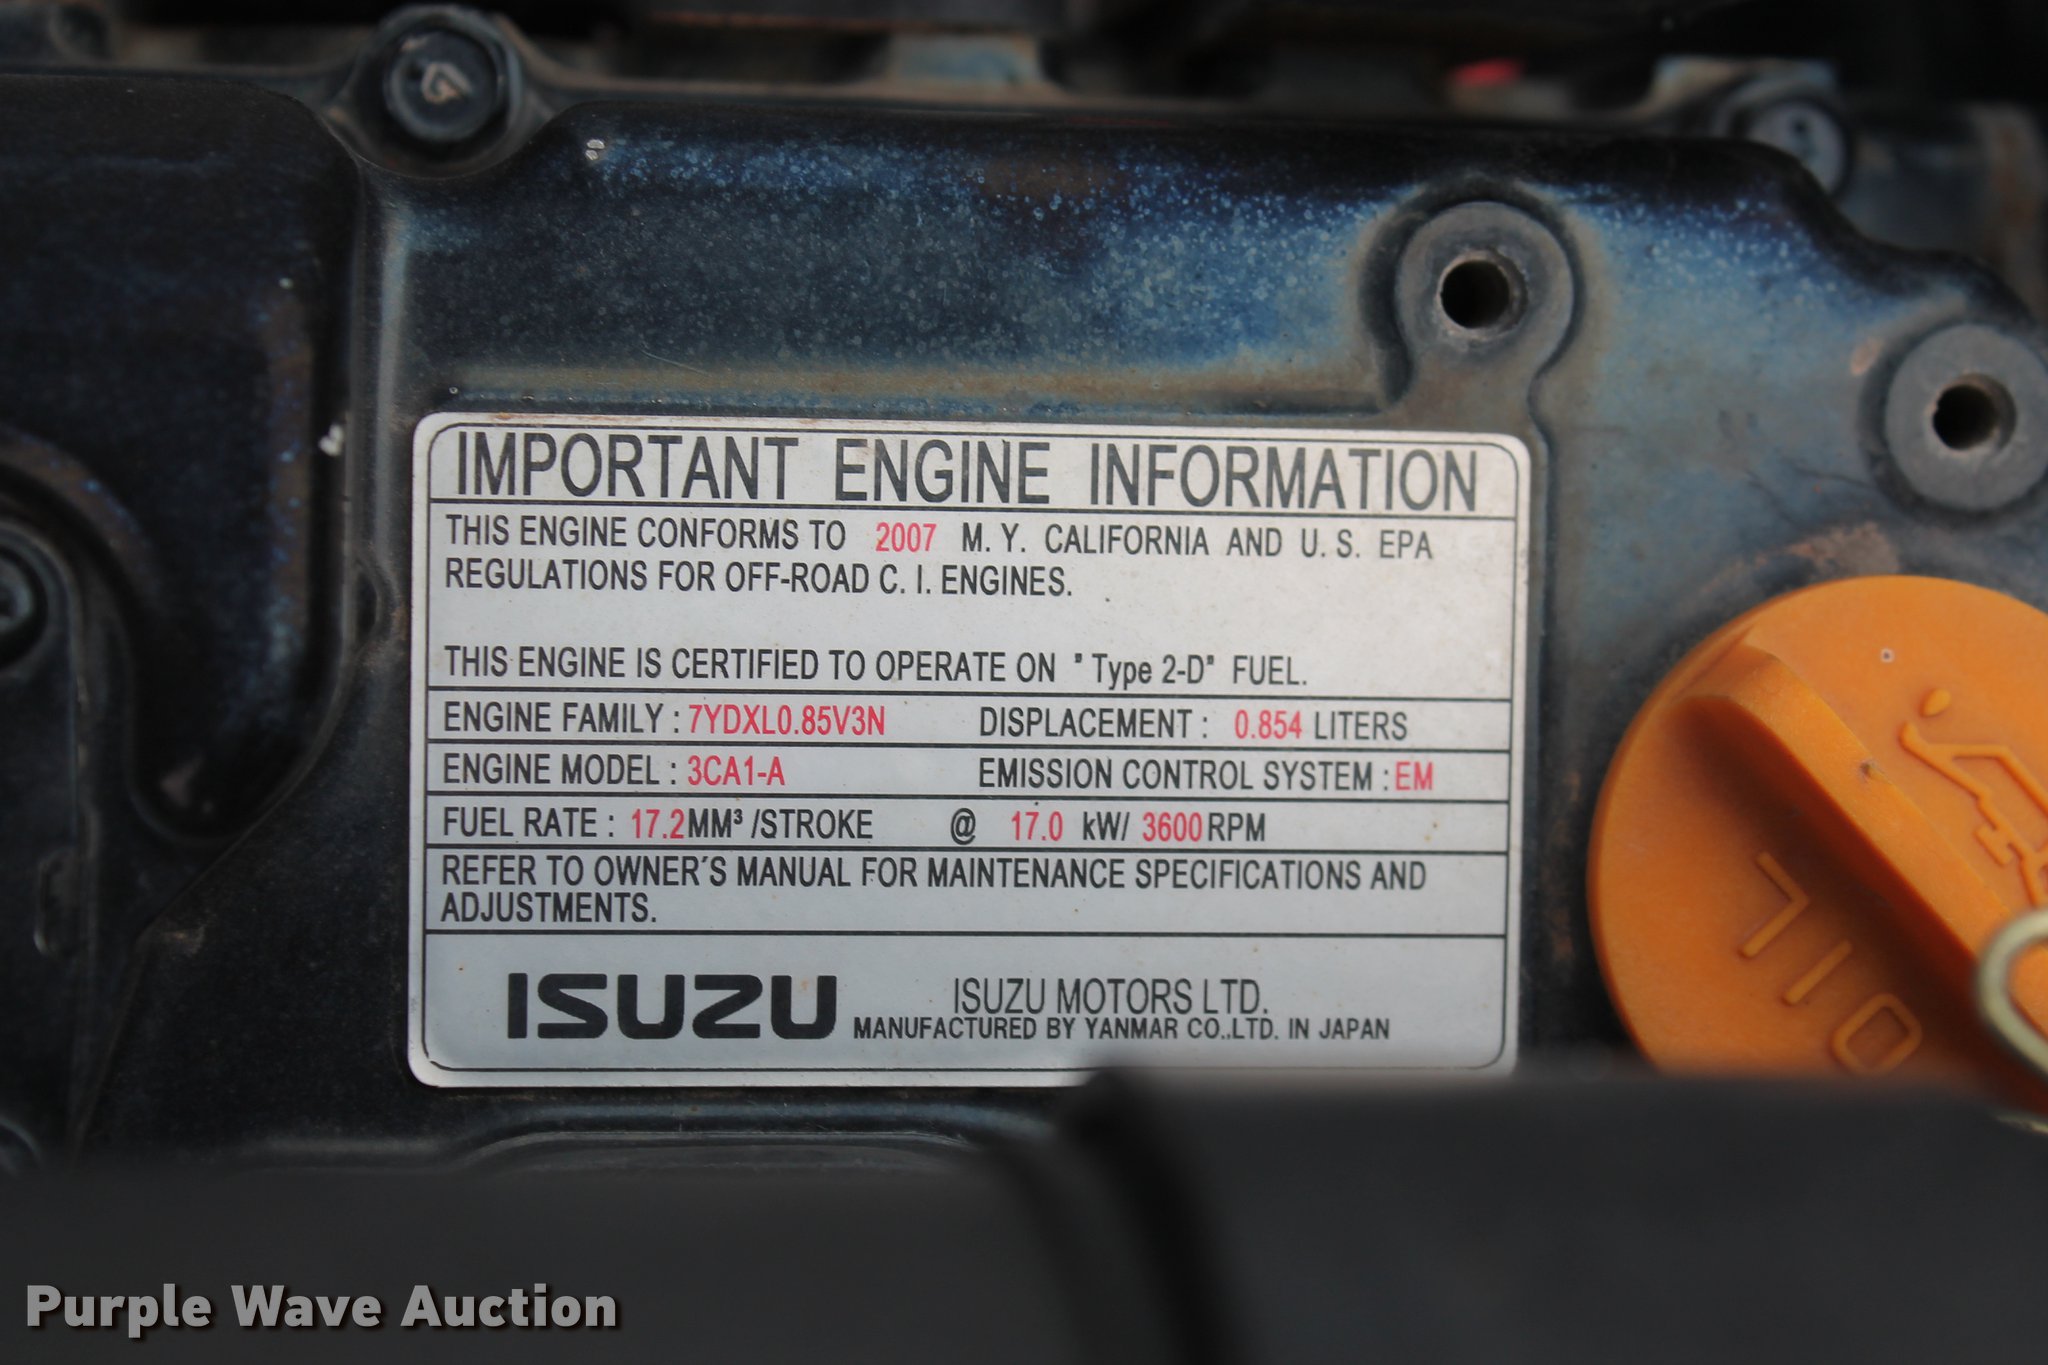 IMPORTANT ENGINE INFORMATION
THIS ENGINE CONFORMS TO 2007 M.Y. CALIFORNIA AND U.S. EPA
REGULATIONS FOR OFF-ROAD C.I. ENGINES.
THIS ENGINE IS CERTIFIED TO OPERATE ON "Type 2-D" FUEL.
ENGINE FAMILY : 7YDXL0.85V3N DISPLACEMENT : 0.854 LITERS
ENGINE MODEL : 3CA1-A EMISSION CONTROL SYSTEM : EM
FUEL RATE : 17.2MM³ /STROKE @ 17.0 kW/ 3600RPM
REFER TO OWNER'S MANUAL FOR MAINTENANCE SPECIFICATIONS AND
ADJUSTMENTS.
ISUZU ISUZU MOTORS LTD.
MANUFACTURED BY YANMAR CO.,LTD. IN JAPAN
OIL
Purple Wave Auction